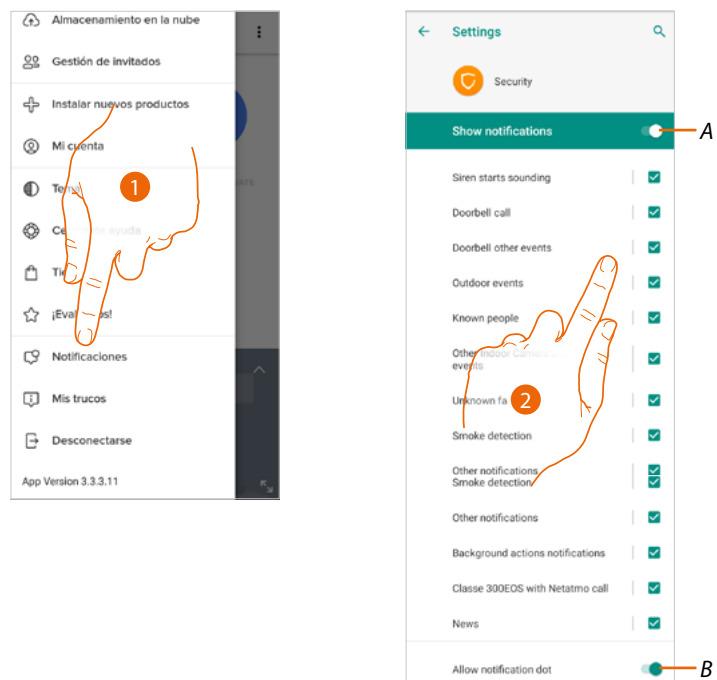 Almacenamiento en la nube
Gestión de invitados
Instalar nuevos productos
Mi cuenta
Tema
1
¡Eval
os!
Notificaciones
Mis trucos
Desconectarse
App Version 3.3.3.11
Settings
Security
Show notifications
A
Siren starts sounding
Doorbell call
Doorbell other events
Outdoor events
Known people
Other Indoor Camera
events
Unknown fa
2
Smoke detection
Other notifications
Smoke detection
Other notifications
Background actions notifications
Classe 300EOS with Netatmo call
News
Allow notification dot
B